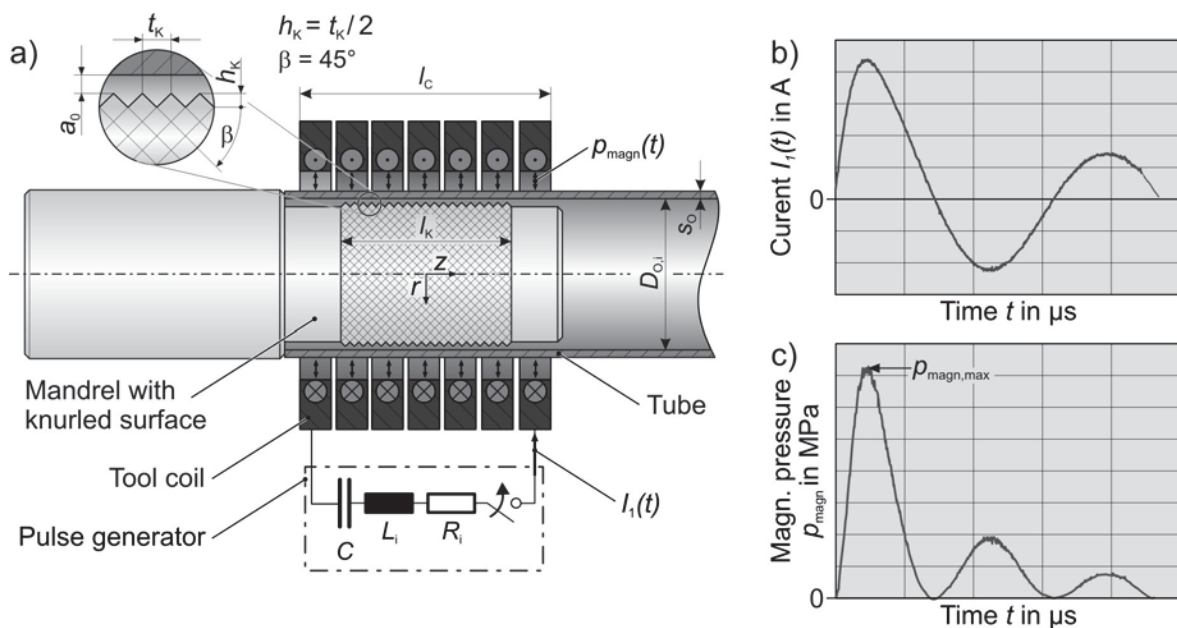 a)
t_K
h_K = t_K/2
β = 45°
h_K
a_0
β
l_C
p_magn(t)
l_K
z
r
s_O
D_O,i
Mandrel with
knurled surface
Tube
Tool coil
Pulse generator
C
L_i
R_i
I_1(t)
b)
Curent I_1(t) in A
0
Time t in µs
c)
p_magn,max
Magn. pressure
p_magn in MPa
0
Time t in µs